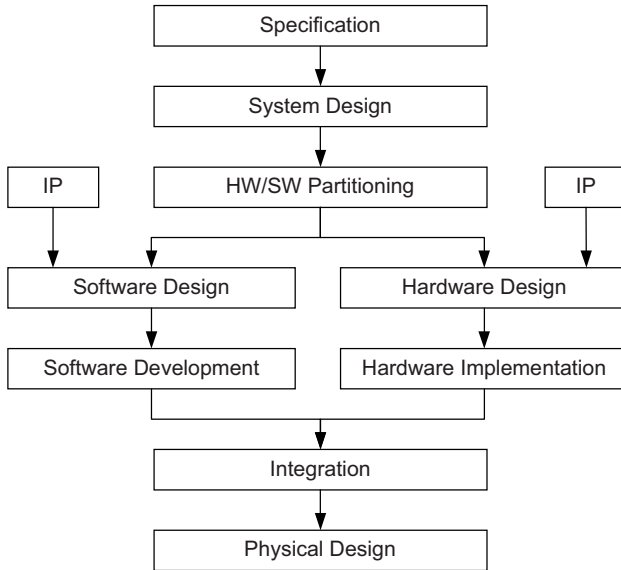 Specification
System Design
IP
HW/SW Partitioning
IP
Software Design
Hardware Design
Software Development
Hardware Implementation
Integration
Physical Design